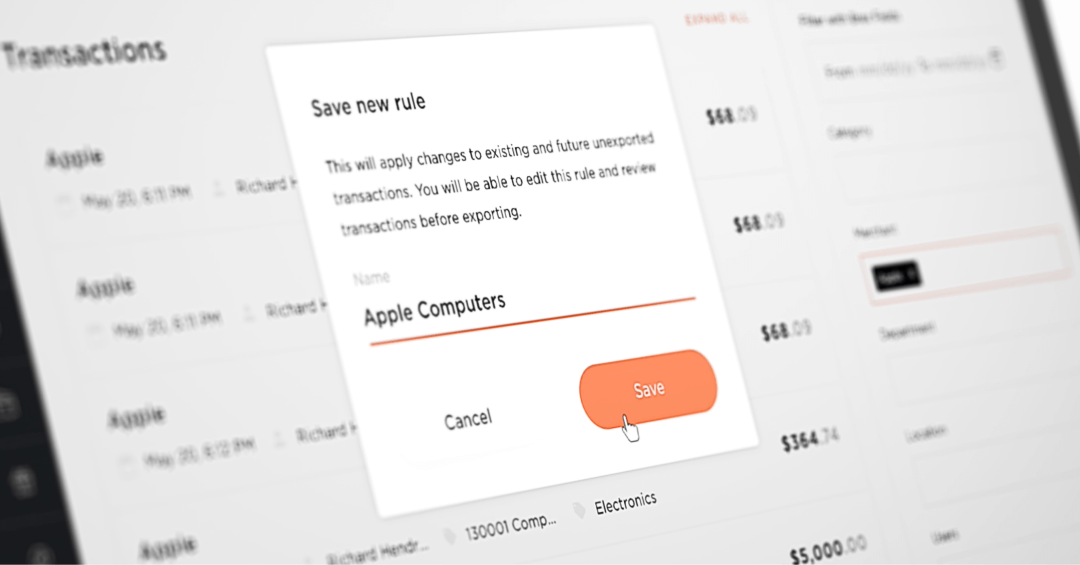 Transactions
EXPAND ALL
Apple
May 20, 6:11 PM Richard H
$68.09
Apple
May 20, 6:11 PM Richard H
$68.09
Apple
May 20, 6:12 PM Richard H
$68.09
Apple
Richard Hendr... 130001 Comp... Electronics
$364.74
$5,000.00
Save new rule
This will apply changes to existing and future unexported
transactions. You will be able to edit this rule and review
transactions before exporting.
Name
Apple Computers
Cancel
Save
Category
Merchant
Department
Location
Users